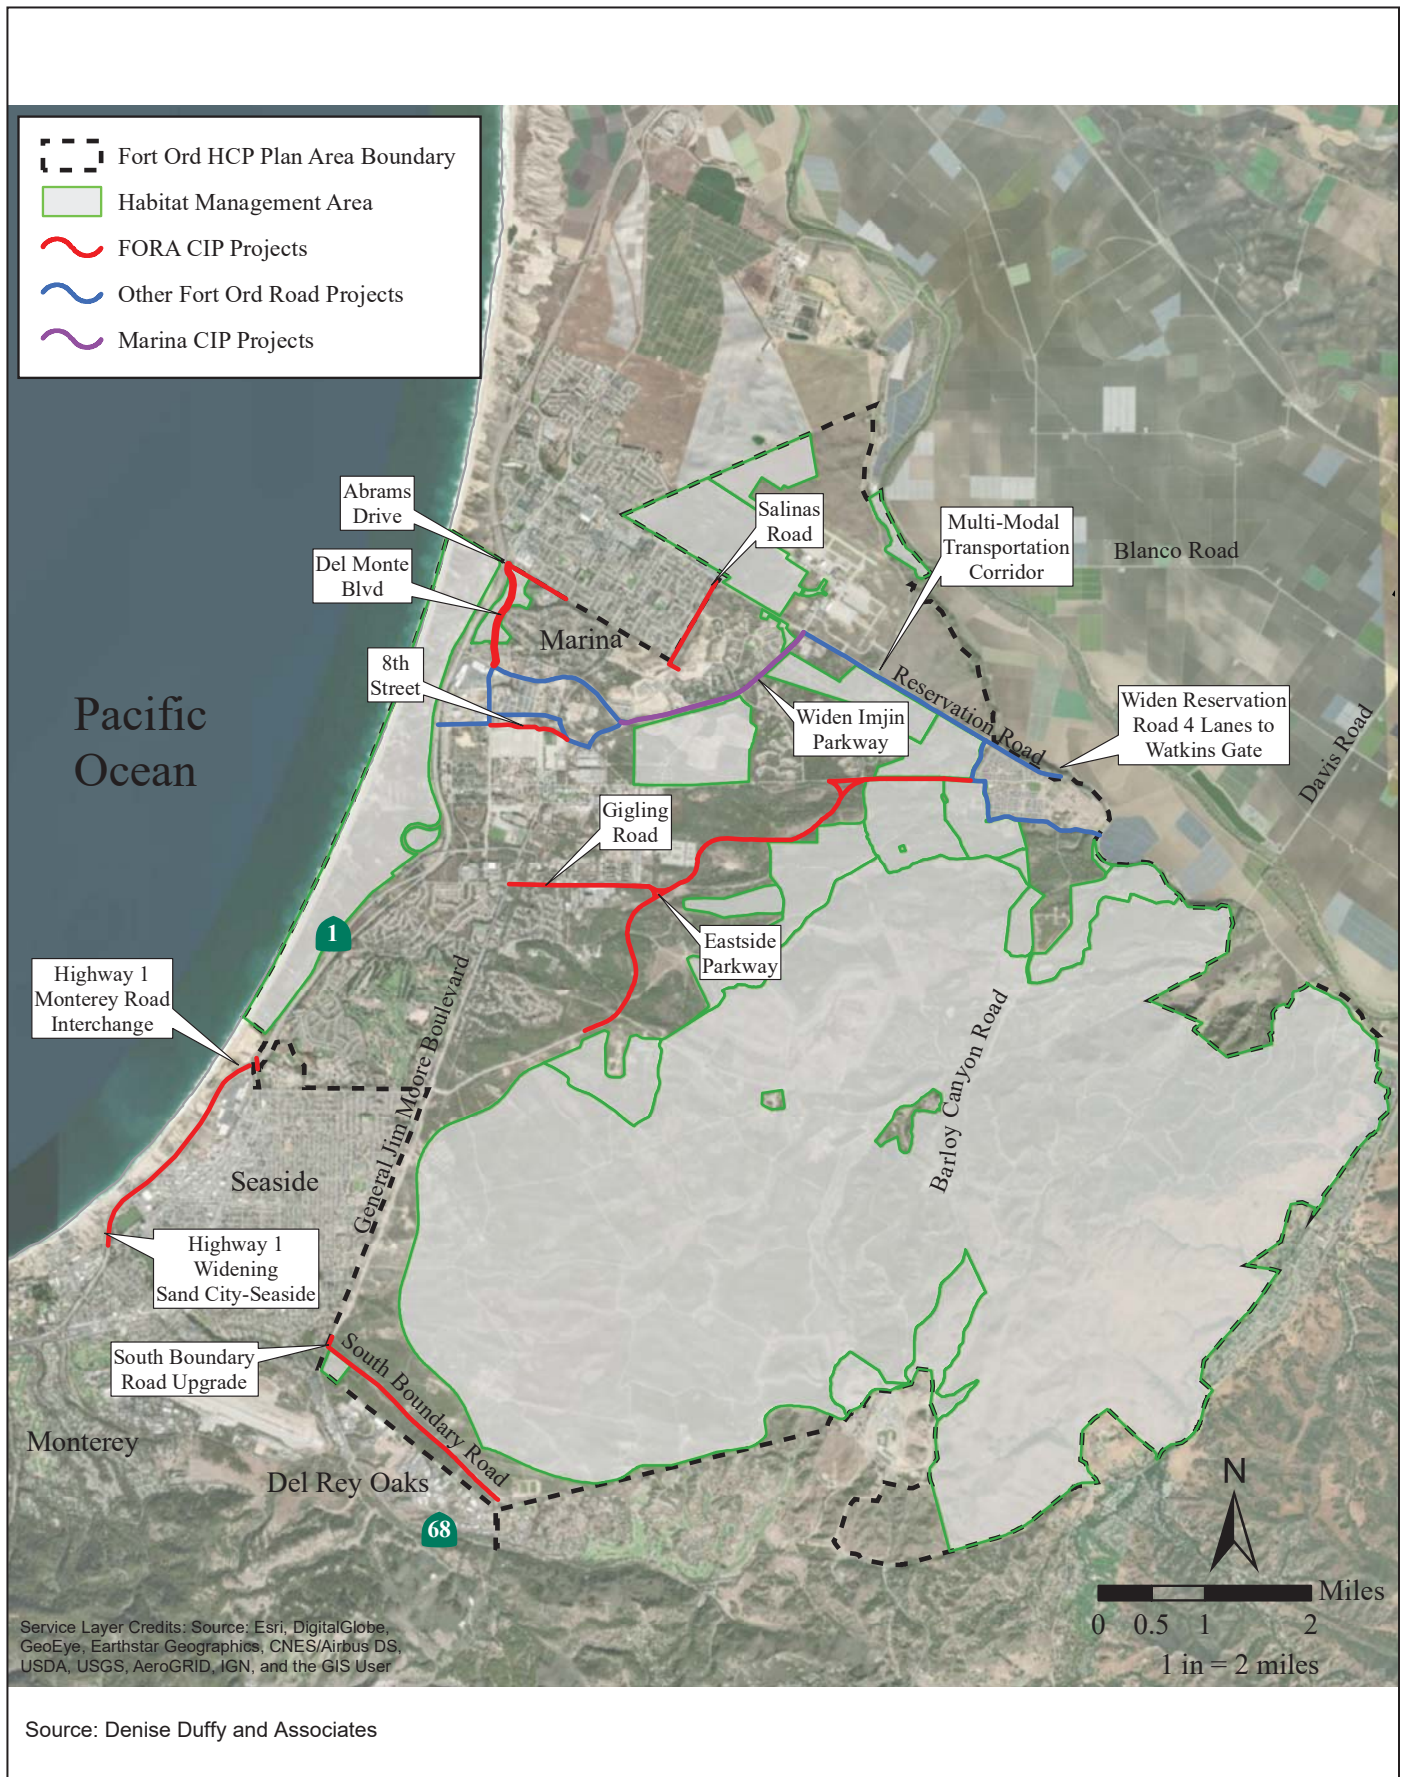 Fort Ord HCP Plan Area Boundary
Habitat Management Area
FORA CIP Projects
Other Fort Ord Road Projects
Marina CIP Projects
Abrams
Drive
Salinas
Road
Multi-Modal
Transportation
Corridor
Blanco Road
Del Monte
Blvd
Marina
8th
Street
Reservation Road
Widen Reservation
Road 4 Lanes to
Watkins Gate
Pacific
Ocean
Widen Imjin
Parkway
Davis Road
Gigling
Road
1
Eastside
Parkway
Highway 1
Monterey Road
Interchange
General Jim Moore Boulevard
Barloy Canyon Road
Seaside
Highway 1
Widening
Sand City-Seaside
South Boundary
Road Upgrade
South Boundary Road
Monterey
Del Rey Oaks
68
N
Miles
0 0.5 1 2
1 in = 2 miles
Service Layer Credits: Source: Esri, DigitalGlobe,
GeoEye, Earthstar Geographics, CNES/Airbus DS,
USDA, USGS, AeroGRID, IGN, and the GIS User
Source: Denise Duffy and Associates